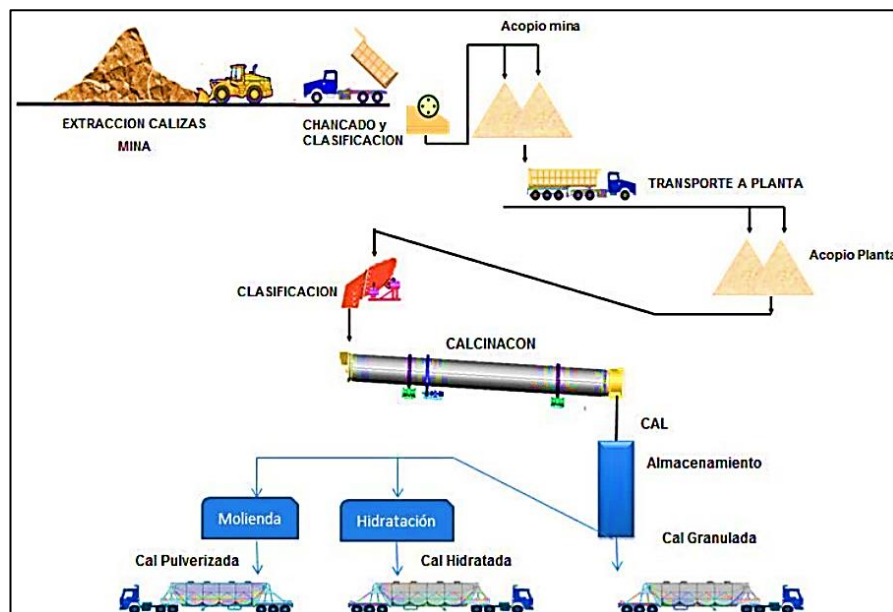 Acopio mina
EXTRACCION CALIZAS
MINA
CHANCADO y
CLASIFICACION
TRANSPORTE A PLANTA
Acopio Planta
CLASIFICACION
CALCINACON
CAL
Almacenamiento
Molienda
Hidratación
Cal Granulada
Cal Pulverizada
Cal Hidratada